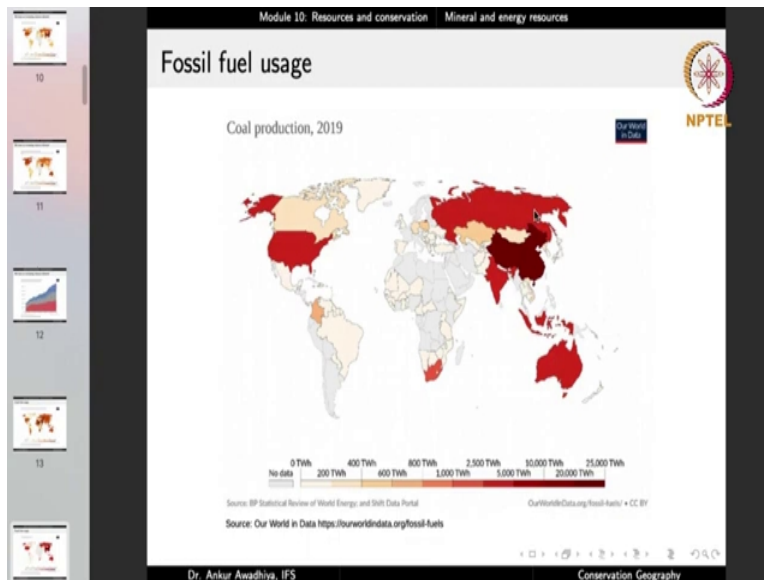 Module 10: Resources and conservation Mineral and energy resources
Fossil fuel usage
NPTEL
Coal production, 2019
Our World
in Data
0 TWh 400 TWh 800 TWh 2,500 TWh 10,000 TWh 25,000 TWh
No data 200 TWh 600 TWh 1,000 TWh 5,000 TWh 20,000 TWh
Source: BP Statistical Review of World Energy; and Shift Data Portal OurWorldInData.org/fossil-fuels/ • CC BY
Source: Our World in Data https://ourworldindata.org/fossil-fuels
Dr. Ankur Awadhiya, IFS Conservation Geography
10
11
12
13